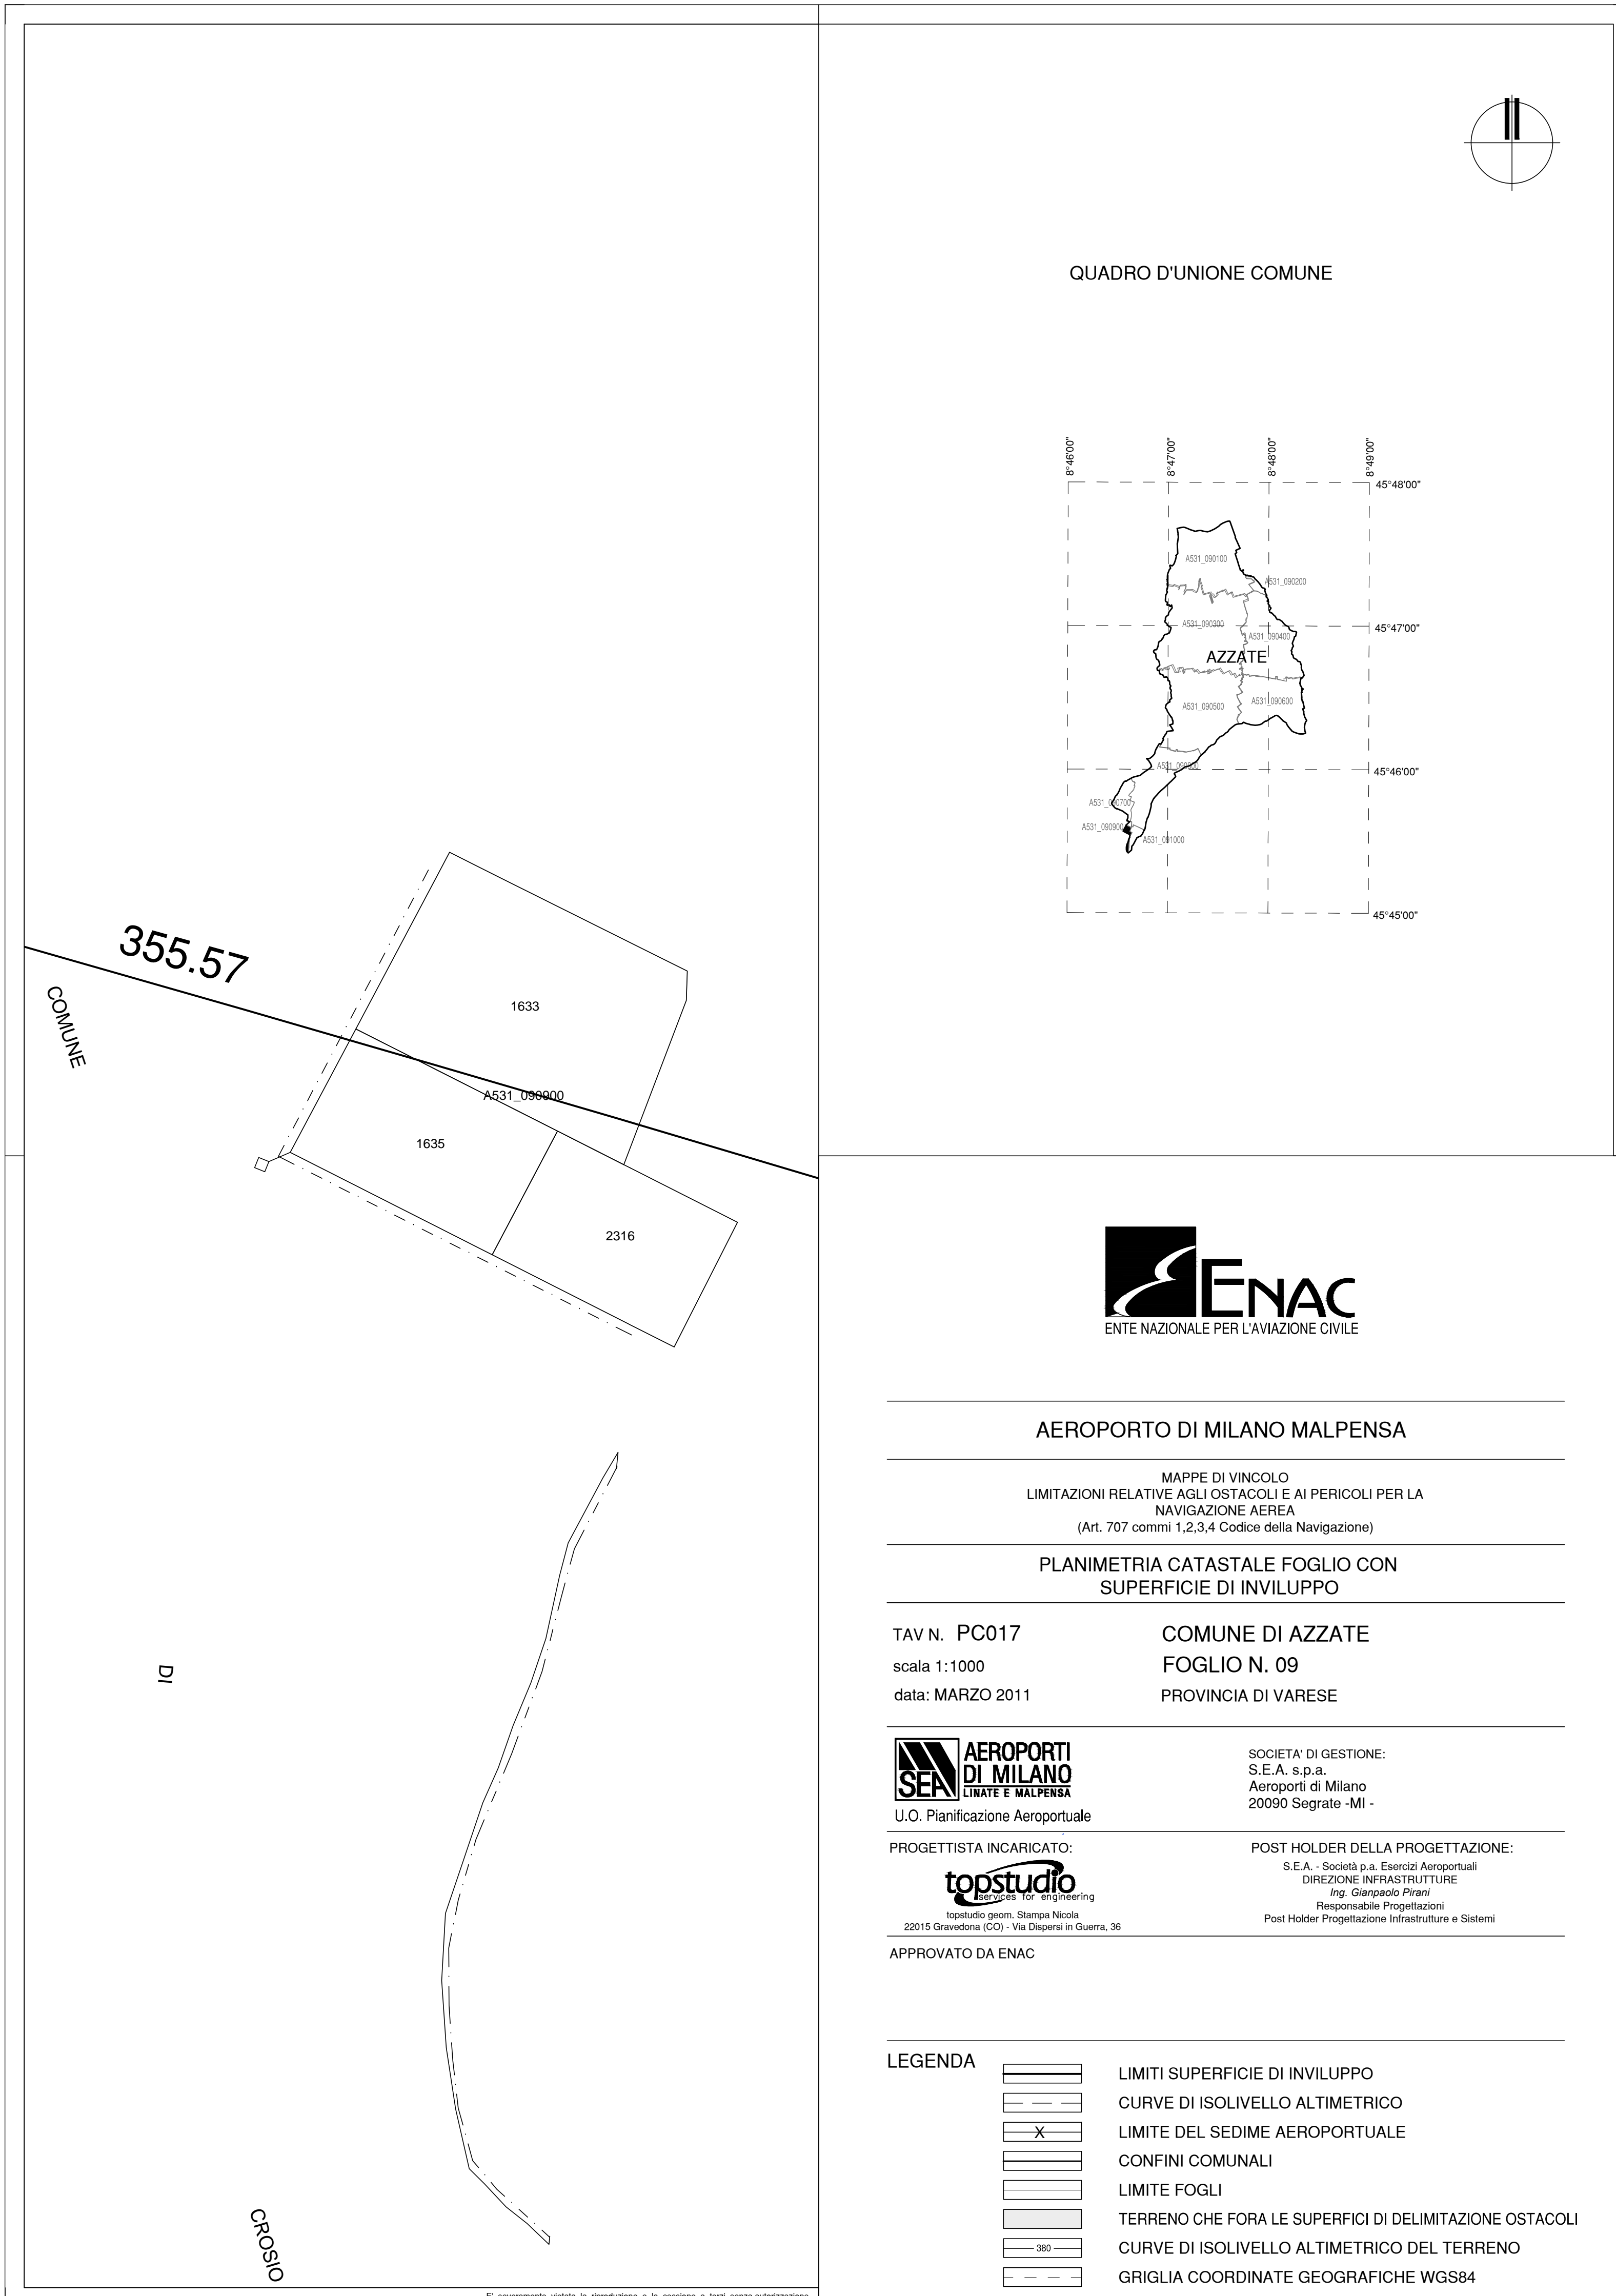 QUADRO D'UNIONE COMUNE
8°46'00"
8°47'00"
8°48'00"
8°49'00"
45°48'00"
A531_090100
A531_090200
A531_090300
45°47'00"
A531_090400
AZZATE
A531_090500
A531_090600
45°46'00"
A531_090700
A531_090900
A531_091000
45°45'00"
355.57
COMUNE
1633
A531_090900
1635
2316
DI
CROSIO
ENAC
ENTE NAZIONALE PER L'AVIAZIONE CIVILE
AEROPORTO DI MILANO MALPENSA
MAPPE DI VINCOLO
LIMITAZIONI RELATIVE AGLI OSTACOLI E AI PERICOLI PER LA
NAVIGAZIONE AEREA
(Art. 707 commi 1,2,3,4 Codice della Navigazione)
PLANIMETRIA CATASTALE FOGLIO CON
SUPERFICIE DI INVILUPPO
TAV N. PC017
COMUNE DI AZZATE
scala 1:1000
FOGLIO N. 09
data: MARZO 2011
PROVINCIA DI VARESE
SEA
AEROPORTI
DI MILANO
LINATE E MALPENSA
U.O. Pianificazione Aeroportuale
SOCIETA' DI GESTIONE:
S.E.A. s.p.a.
Aeroporti di Milano
20090 Segrate -MI -
PROGETTISTA INCARICATO:
topstudio
services for engineering
topstudio geom. Stampa Nicola
22015 Gravedona (CO) - Via Dispersi in Guerra, 36
POST HOLDER DELLA PROGETTAZIONE:
S.E.A. - Società p.a. Esercizi Aeroportuali
DIREZIONE INFRASTRUTTURE
Ing. Gianpaolo Pirani
Responsabile Progettazioni
Post Holder Progettazione Infrastrutture e Sistemi
APPROVATO DA ENAC
LEGENDA
LIMITI SUPERFICIE DI INVILUPPO
CURVE DI ISOLIVELLO ALTIMETRICO
X
LIMITE DEL SEDIME AEROPORTUALE
CONFINI COMUNALI
LIMITE FOGLI
TERRENO CHE FORA LE SUPERFICI DI DELIMITAZIONE OSTACOLI
380
CURVE DI ISOLIVELLO ALTIMETRICO DEL TERRENO
GRIGLIA COORDINATE GEOGRAFICHE WGS84
E' severamente vietata la riproduzione e la cessione a terzi senza autorizzazione